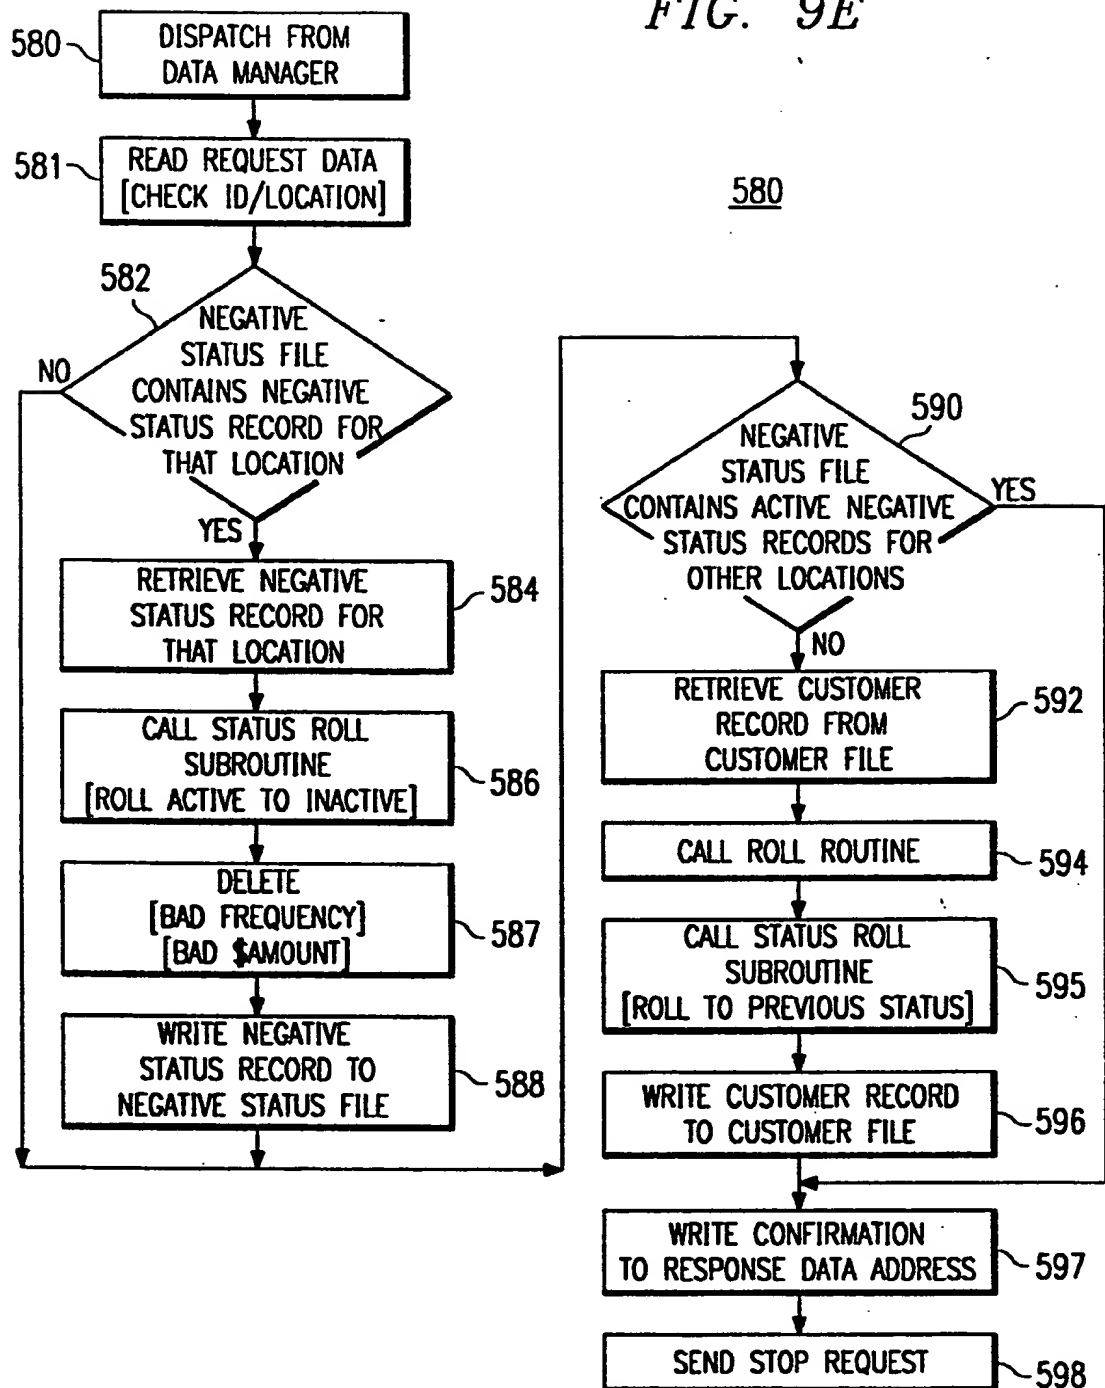 FIG. 9E
580
DISPATCH FROM
DATA MANAGER
581
READ REQUEST DATA
[CHECK ID/LOCATION]
580
582
NEGATIVE
STATUS FILE
CONTAINS NEGATIVE
STATUS RECORD FOR
THAT LOCATION
NO
YES
RETRIEVE NEGATIVE
STATUS RECORD FOR
THAT LOCATION
584
CALL STATUS ROLL
SUBROUTINE
[ROLL ACTIVE TO INACTIVE]
586
DELETE
[BAD FREQUENCY]
[BAD $AMOUNT]
587
WRITE NEGATIVE
STATUS RECORD TO
NEGATIVE STATUS FILE
588
590
NEGATIVE
STATUS FILE
CONTAINS ACTIVE NEGATIVE
STATUS RECORDS FOR
OTHER LOCATIONS
YES
NO
RETRIEVE CUSTOMER
RECORD FROM
CUSTOMER FILE
592
CALL ROLL ROUTINE
594
CALL STATUS ROLL
SUBROUTINE
[ROLL TO PREVIOUS STATUS]
595
WRITE CUSTOMER RECORD
TO CUSTOMER FILE
596
WRITE CONFIRMATION
TO RESPONSE DATA ADDRESS
597
SEND STOP REQUEST
598